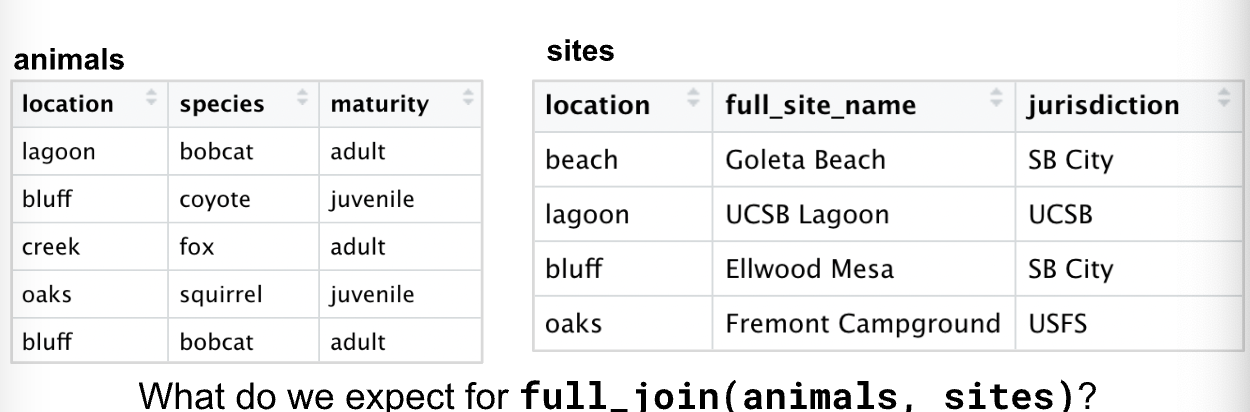 animals
location species maturity
lagoon bobcat adult
bluff coyote juvenile
creek fox adult
oaks squirrel juvenile
bluff bobcat adult
sites
location full_site_name jurisdiction
beach Goleta Beach SB City
lagoon UCSB Lagoon UCSB
bluff Ellwood Mesa SB City
oaks Fremont Campground USFS
What do we expect for full_join(animals, sites)?